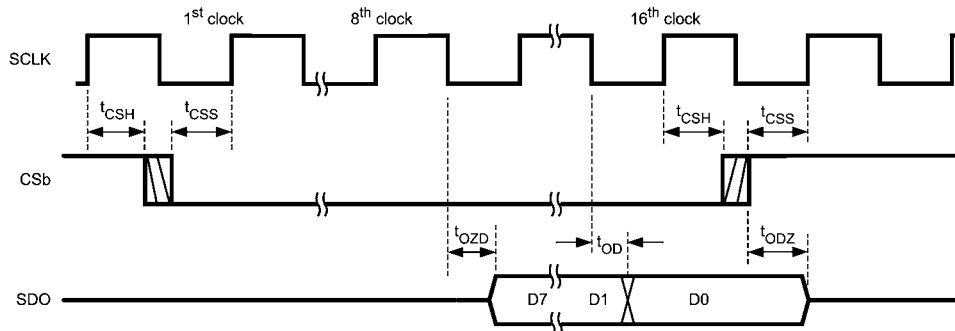 1st clock 8th clock 16th clock
SCLK
tCSH tCSS tCSH tCSS
CSb
tOZD tOD tODZ
SDO D7 D1 D0